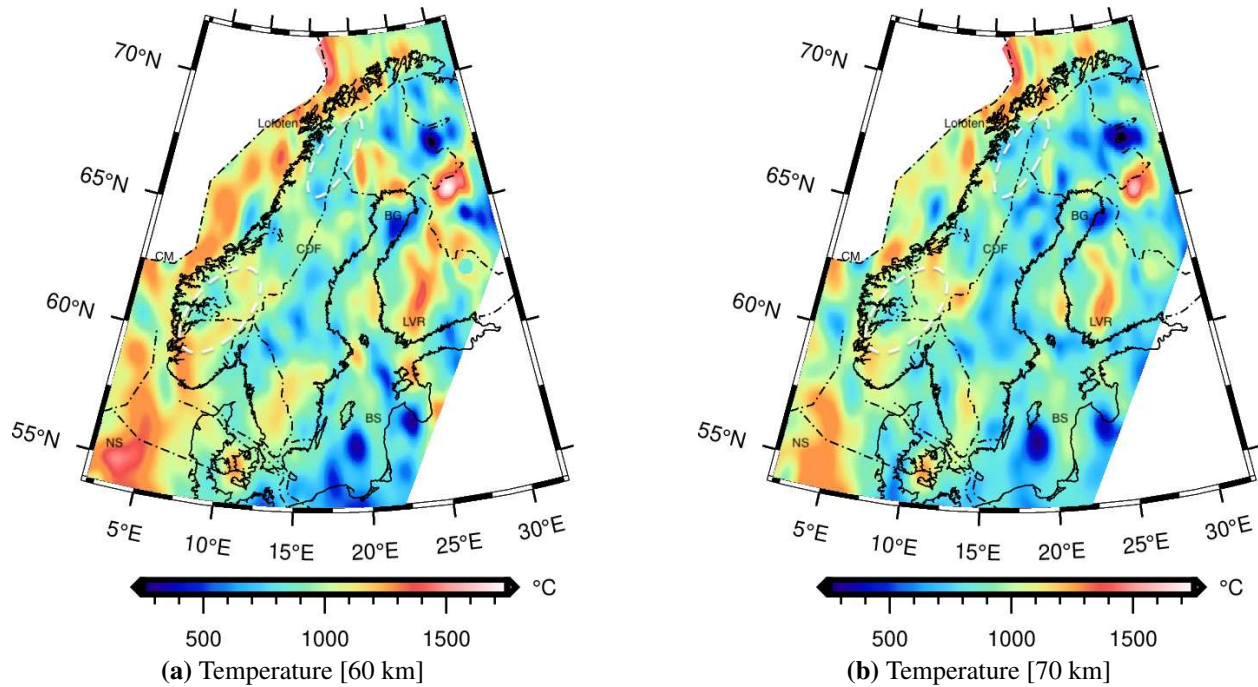 70°N
65°N
60°N
55°N
Lofoten
BG
CDF
CM
LVR
BS
NS
5°E
10°E
15°E
20°E
25°E
30°E
°C
500
1000
1500
(a) Temperature [60 km]
70°N
65°N
60°N
55°N
Lofoten
BG
CDF
CM
LVR
BS
NS
5°E
10°E
15°E
20°E
25°E
30°E
°C
500
1000
1500
(b) Temperature [70 km]